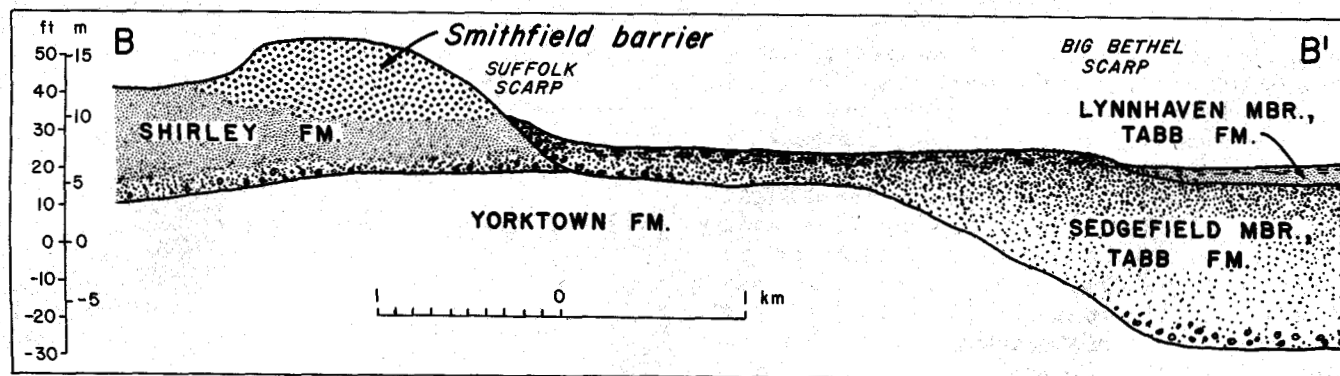 ft m
B
Smithfield barrier
SUFFOLK
SCARP
BIG BETHEL
SCARP
B'
50
15
40
10
30
20
5
10
0
0
-10
-5
-20
-30
SHIRLEY FM.
LYNNHAVEN MBR.,
TABB FM.
YORKTOWN FM.
SEDGEFIELD MBR.,
TABB FM.
1 0 1 km